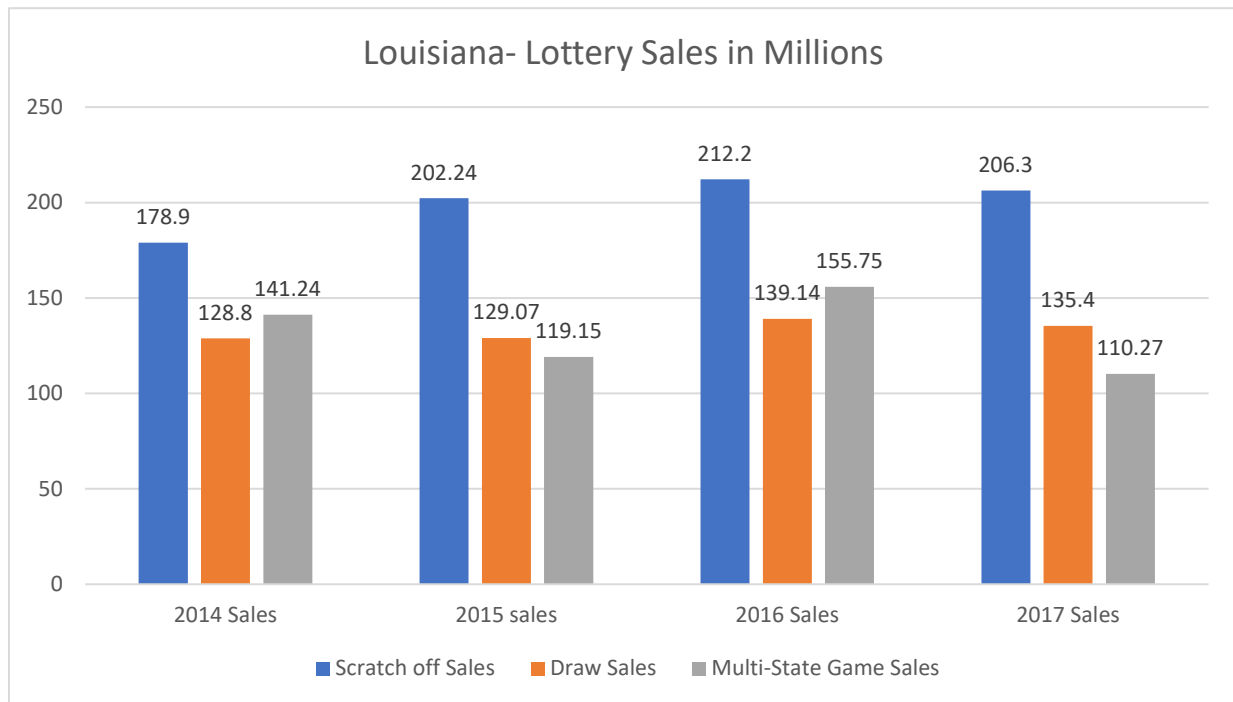 Louisiana- Lottery Sales in Millions
250
200
150
100
50
0
178.9
128.8
141.24
202.24
129.07
119.15
212.2
139.14
155.75
206.3
135.4
110.27
2014 Sales
2015 sales
2016 Sales
2017 Sales
Scratch off Sales
Draw Sales
Multi-State Game Sales